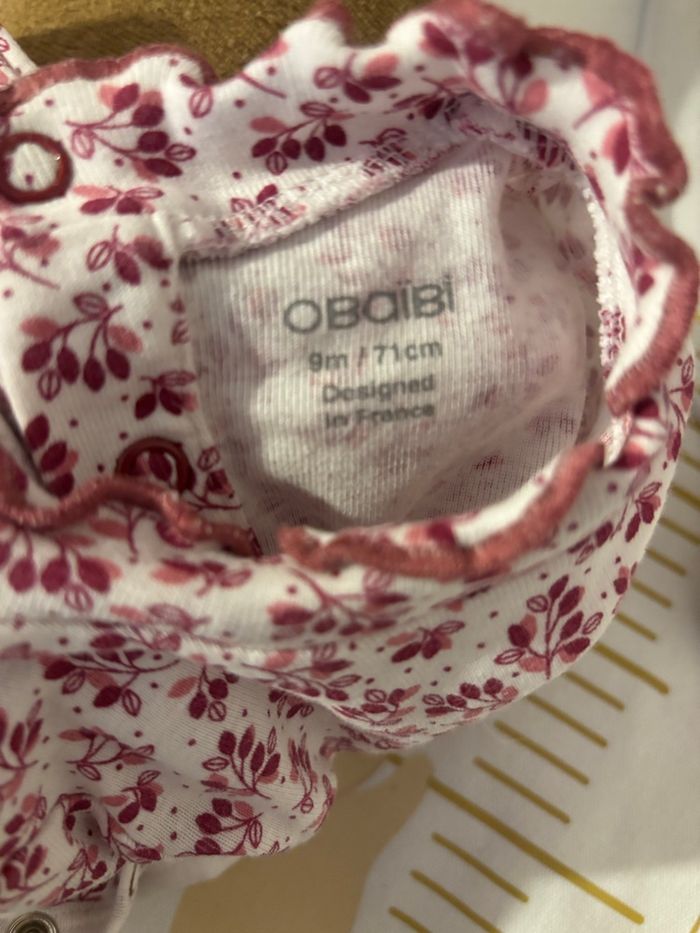 OBaïBi
9m / 71cm
Designed
in France